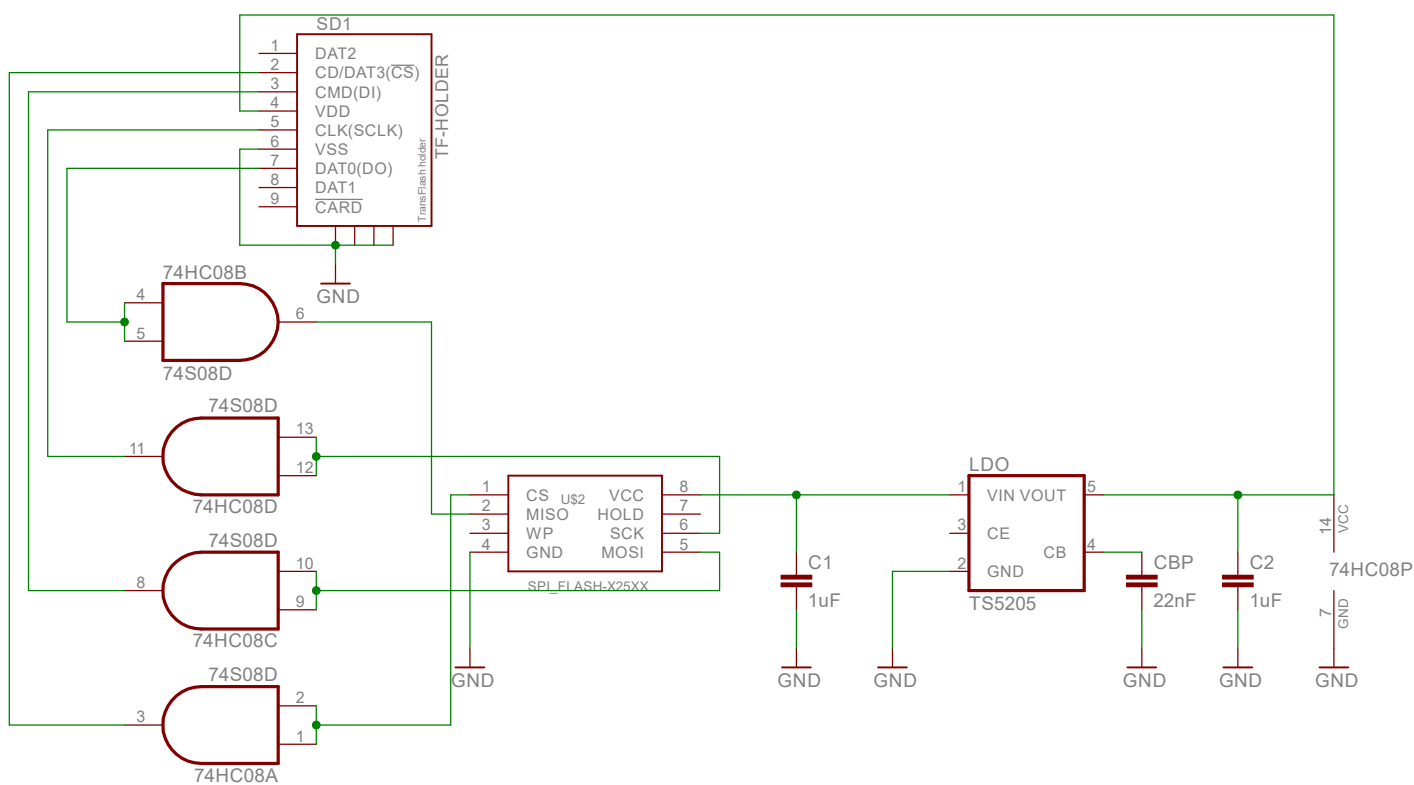 SD1
1 DAT2
2 CD/DAT3(CS)
3 CMD(DI)
4 VDD
5 CLK(SCLK)
6 VSS
7 DAT0(DO)
8 DAT1
9 CARD
TransFlash holder
TF-HOLDER
GND
74HC08B
4
5
6
74S08D
74S08D
13
12
11
74HC08D
74S08D
10
9
8
74HC08C
74S08D
2
1
3
74HC08A
1 CS U$2 VCC 8
2 MISO HOLD 7
3 WP SCK 6
4 GND MOSI 5
SPI_FLASH-X25XX
GND
C1
1uF
GND
LDO
1 VIN VOUT 5
3 CE
CB 4
2 GND
TS5205
GND
CBP
22nF
GND
C2
1uF
GND
14 VCC
74HC08P
7 GND
GND